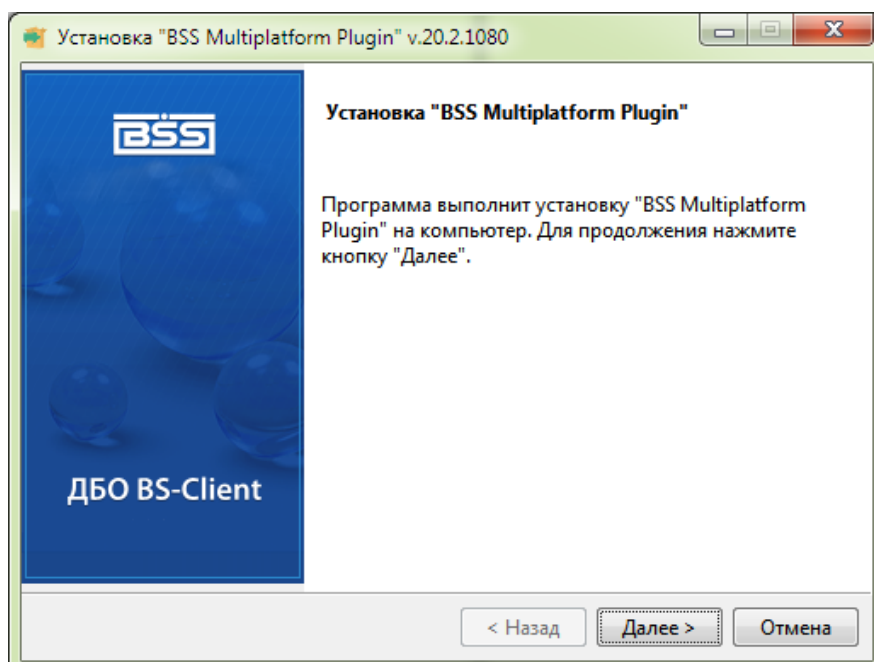 Установка "BSS Multiplatform Plugin" v.20.2.1080
BSS
Установка "BSS Multiplatform Plugin"
Программа выполнит установку "BSS Multiplatform
Plugin" на компьютер. Для продолжения нажмите
кнопку "Далее".
ДБО BS-Client
< Назад
Далее >
Отмена